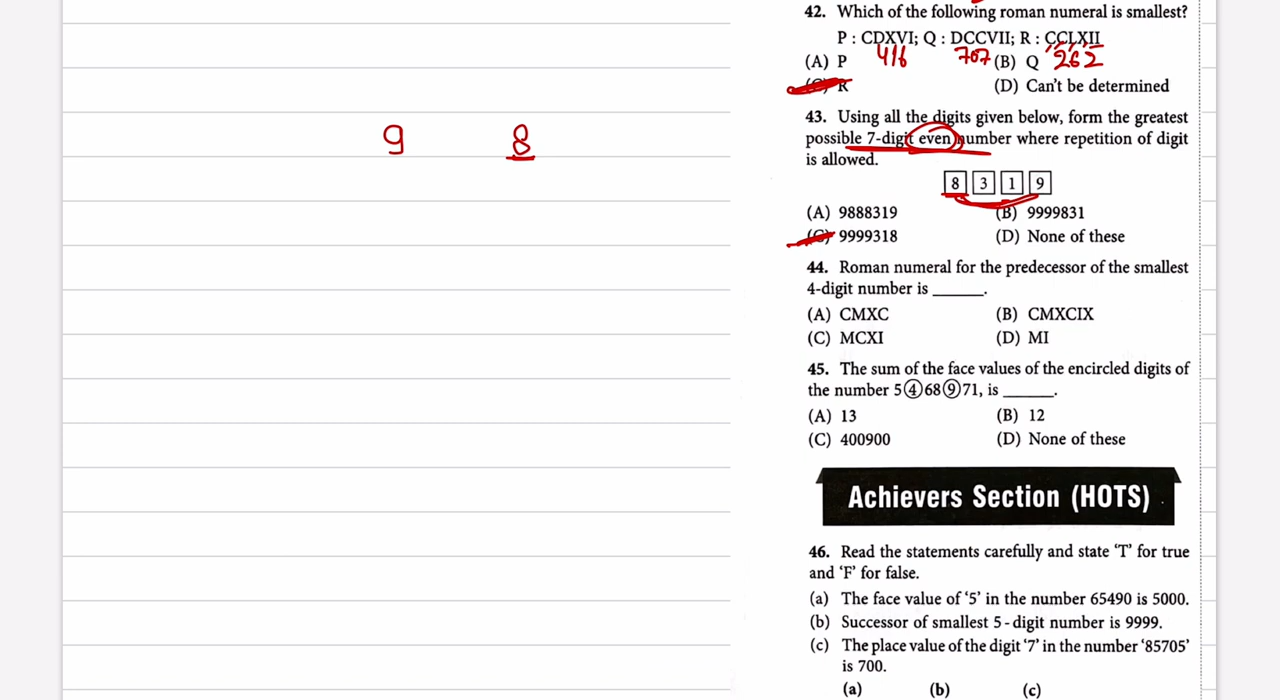 42. Which of the following roman numeral is smallest?
P : CDXVI; Q : DCCVII; R : CCLXII
416 707 262
(A) P (B) Q
(C) R (D) Can't be determined
43. Using all the digits given below, form the greatest
possible 7-digit even number where repetition of digit
is allowed.
9 8
8 3 1 9
(A) 9888319 (B) 9999831
(C) 9999318 (D) None of these
44. Roman numeral for the predecessor of the smallest
4-digit number is ______.
(A) CMXC (B) CMXCIX
(C) MCXI (D) MI
45. The sum of the face values of the encircled digits of
the number 5④68⑨71, is ______.
(A) 13 (B) 12
(C) 400900 (D) None of these
Achievers Section (HOTS)
46. Read the statements carefully and state 'T' for true
and 'F' for false.
(a) The face value of '5' in the number 65490 is 5000.
(b) Successor of smallest 5-digit number is 9999.
(c) The place value of the digit '7' in the number '85705'
is 700.
(a) (b) (c)